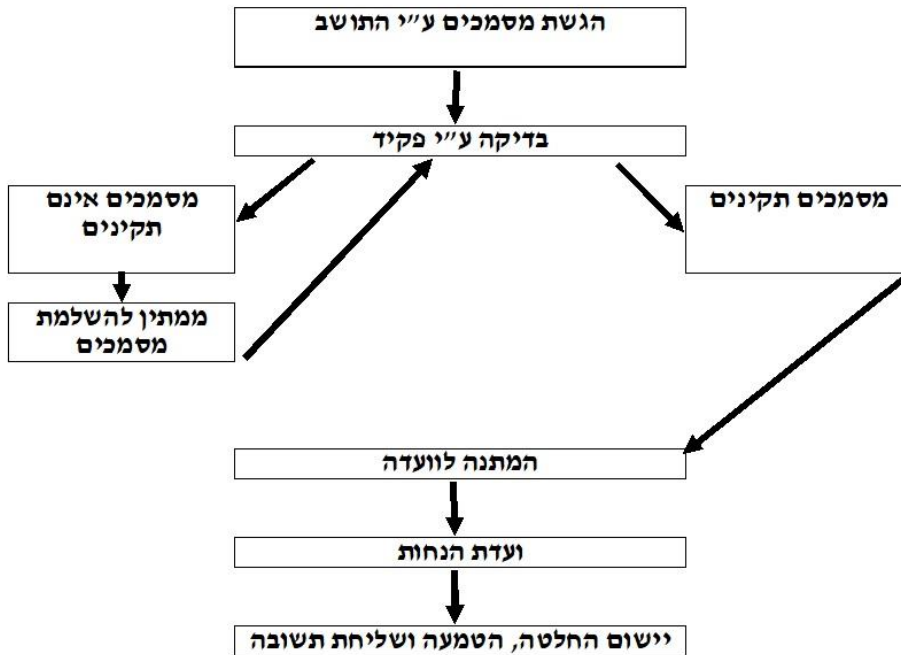 הגשת מסמכים ע״י התושב
בדיקה ע״י פקיד
מסמכים תקינים
מסמכים אינם
תקינים
ממתין להשלמת
מסמכים
המתנה לוועדה
ועדת הנחות
יישום החלטה, הטמעה ושליחת תשובה